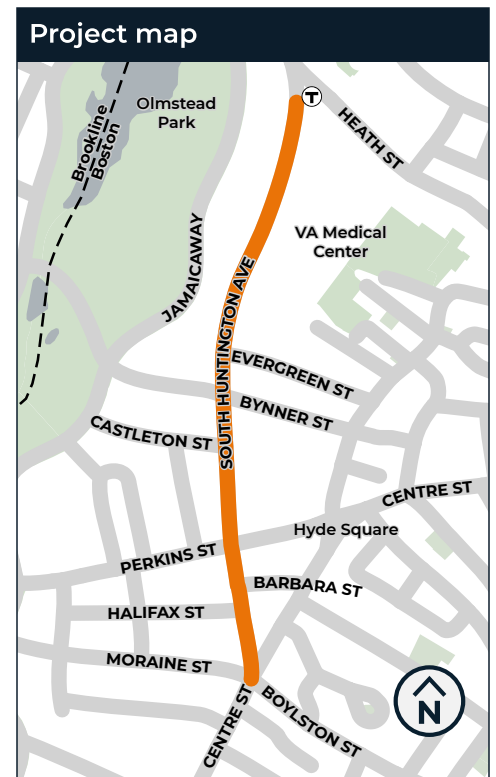 Project map
Olmstead
Park
T
HEATH ST
Brookline
Boston
VA Medical
Center
JAMAICAWAY
SOUTH HUNTINGTON AVE
EVERGREEN ST
BYNNER ST
CASTLETON ST
CENTRE ST
Hyde Square
PERKINS ST
BARBARA ST
HALIFAX ST
MORAINE ST
CENTRE ST
BOYLSTON ST
N